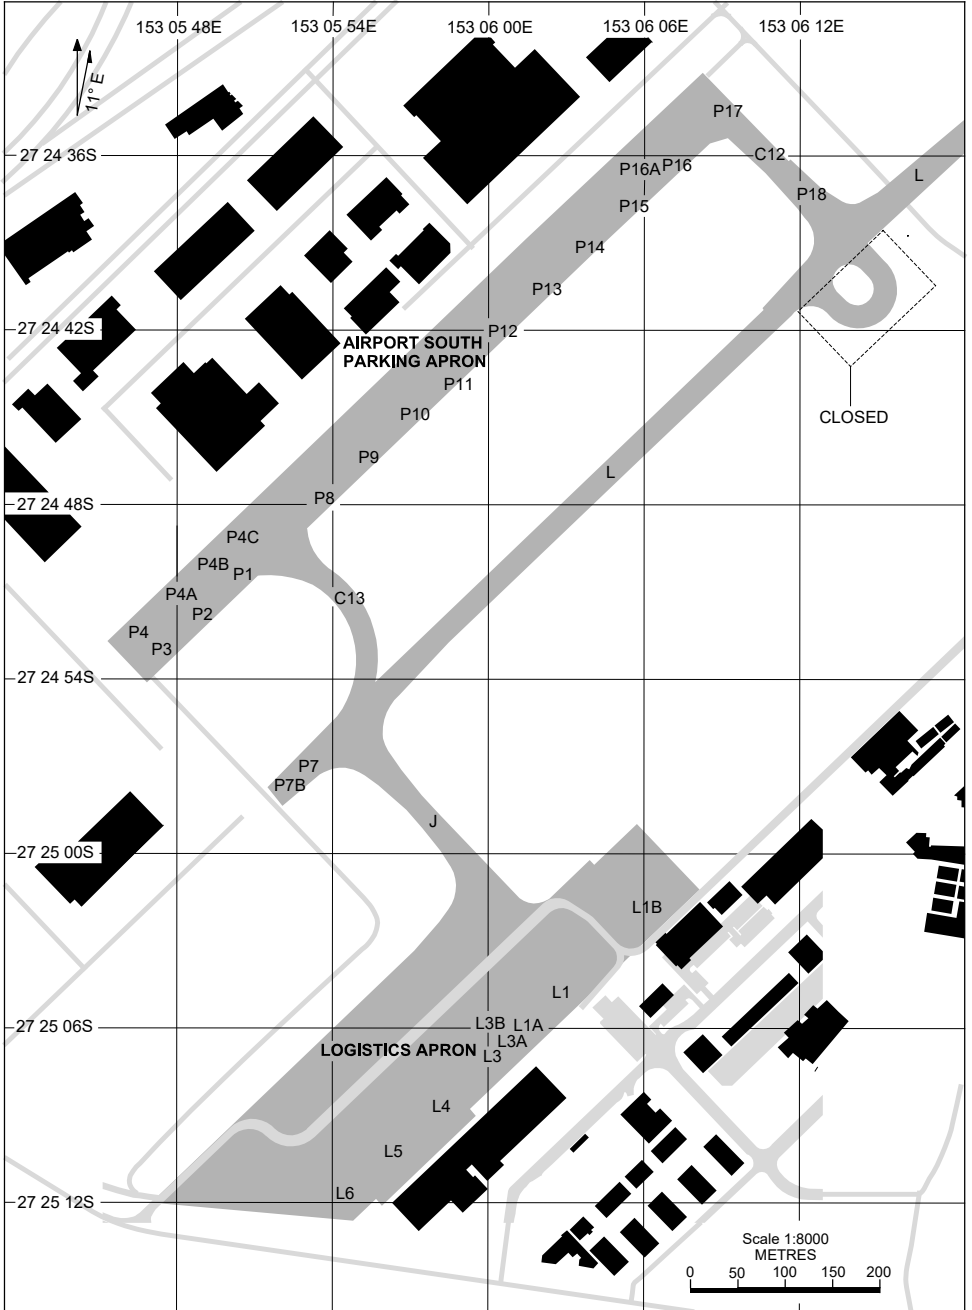 153 05 48E 153 05 54E 153 06 00E 153 06 06E 153 06 12E
11° E
P17
27 24 36S
C12
P16A P16
L
P18
P15
P14
P13
27 24 42S
P12
AIRPORT SOUTH
PARKING APRON
P11
P10
CLOSED
P9
L
P8
27 24 48S
P4C
P4B
P1
P4A
C13
P2
P4
P3
27 24 54S
P7
P7B
J
27 25 00S
L1B
L1
L3B L1A
27 25 06S
L3A
LOGISTICS APRON
L3
L4
L5
L6
27 25 12S
Scale 1:8000
METRES
0 50 100 150 200